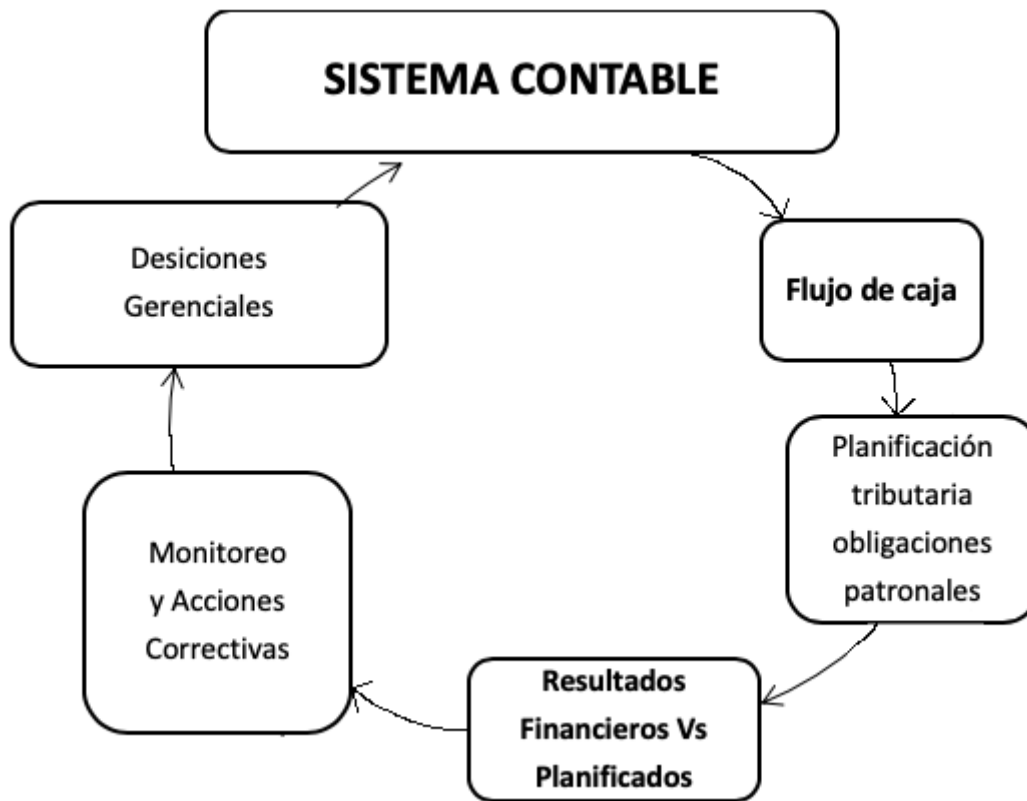 SISTEMA CONTABLE
Flujo de caja
Planificación
tributaria
obligaciones
patronales
Resultados
Financieros Vs
Planificados
Monitoreo
y Acciones
Correctivas
Desiciones
Gerenciales